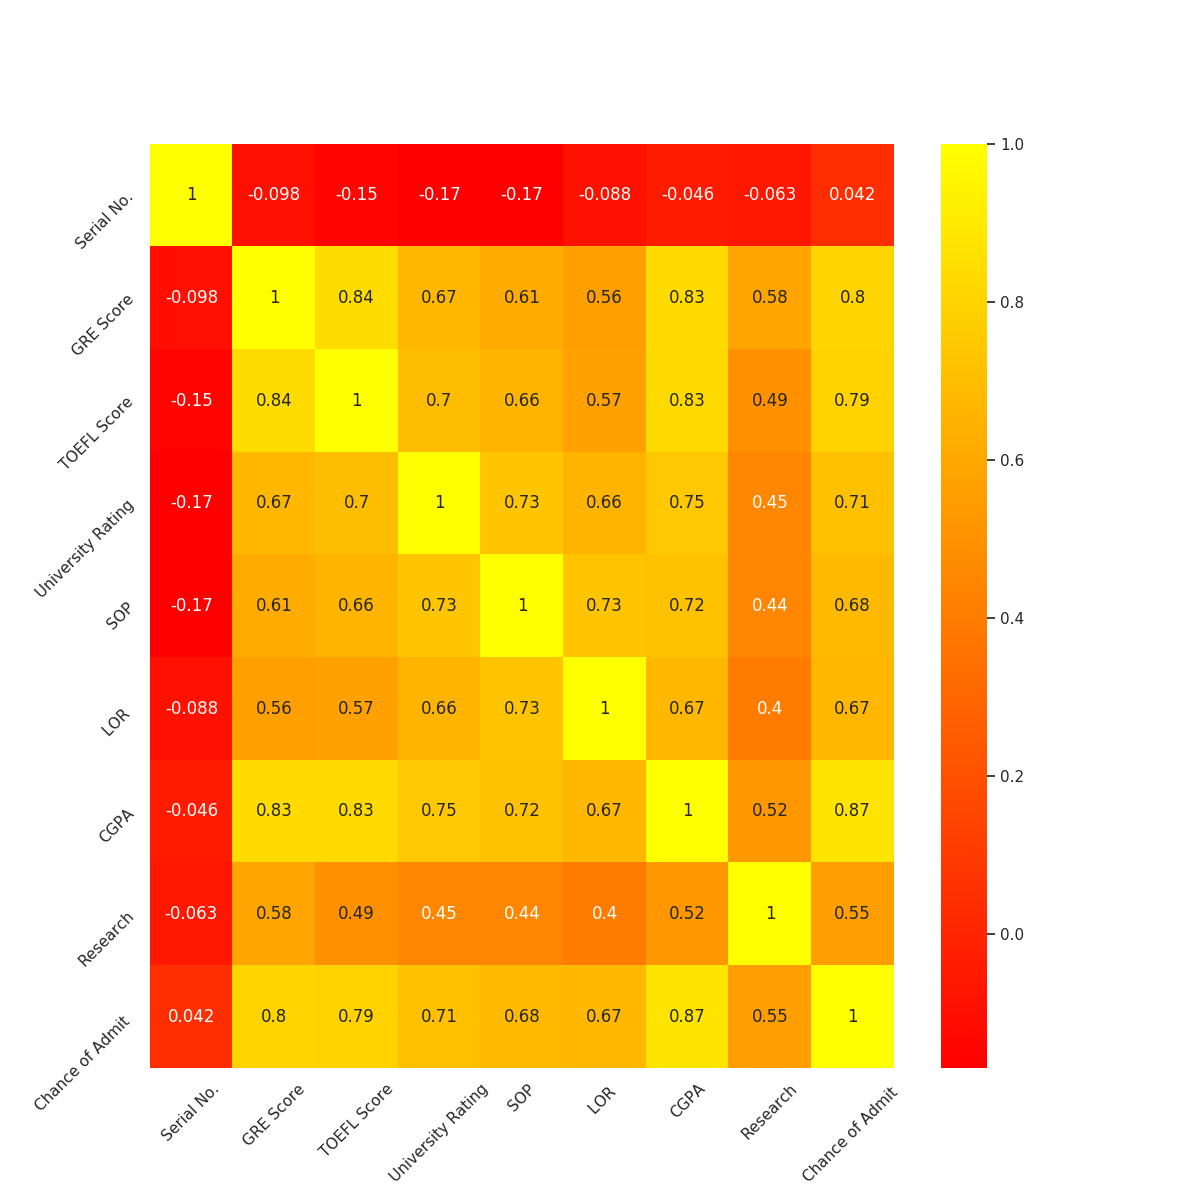 Serial No. 1 -0.098 -0.15 -0.17 -0.17 -0.088 -0.046 -0.063 0.042
GRE Score -0.098 1 0.84 0.67 0.61 0.56 0.83 0.58 0.8
TOEFL Score -0.15 0.84 1 0.7 0.66 0.57 0.83 0.49 0.79
University Rating -0.17 0.67 0.7 1 0.73 0.66 0.75 0.45 0.71
SOP -0.17 0.61 0.66 0.73 1 0.73 0.72 0.44 0.68
LOR -0.088 0.56 0.57 0.66 0.73 1 0.67 0.4 0.67
CGPA -0.046 0.83 0.83 0.75 0.72 0.67 1 0.52 0.87
Research -0.063 0.58 0.49 0.45 0.44 0.4 0.52 1 0.55
Chance of Admit 0.042 0.8 0.79 0.71 0.68 0.67 0.87 0.55 1
Serial No. GRE Score TOEFL Score University Rating SOP LOR CGPA Research Chance of Admit
1.0
0.8
0.6
0.4
0.2
0.0